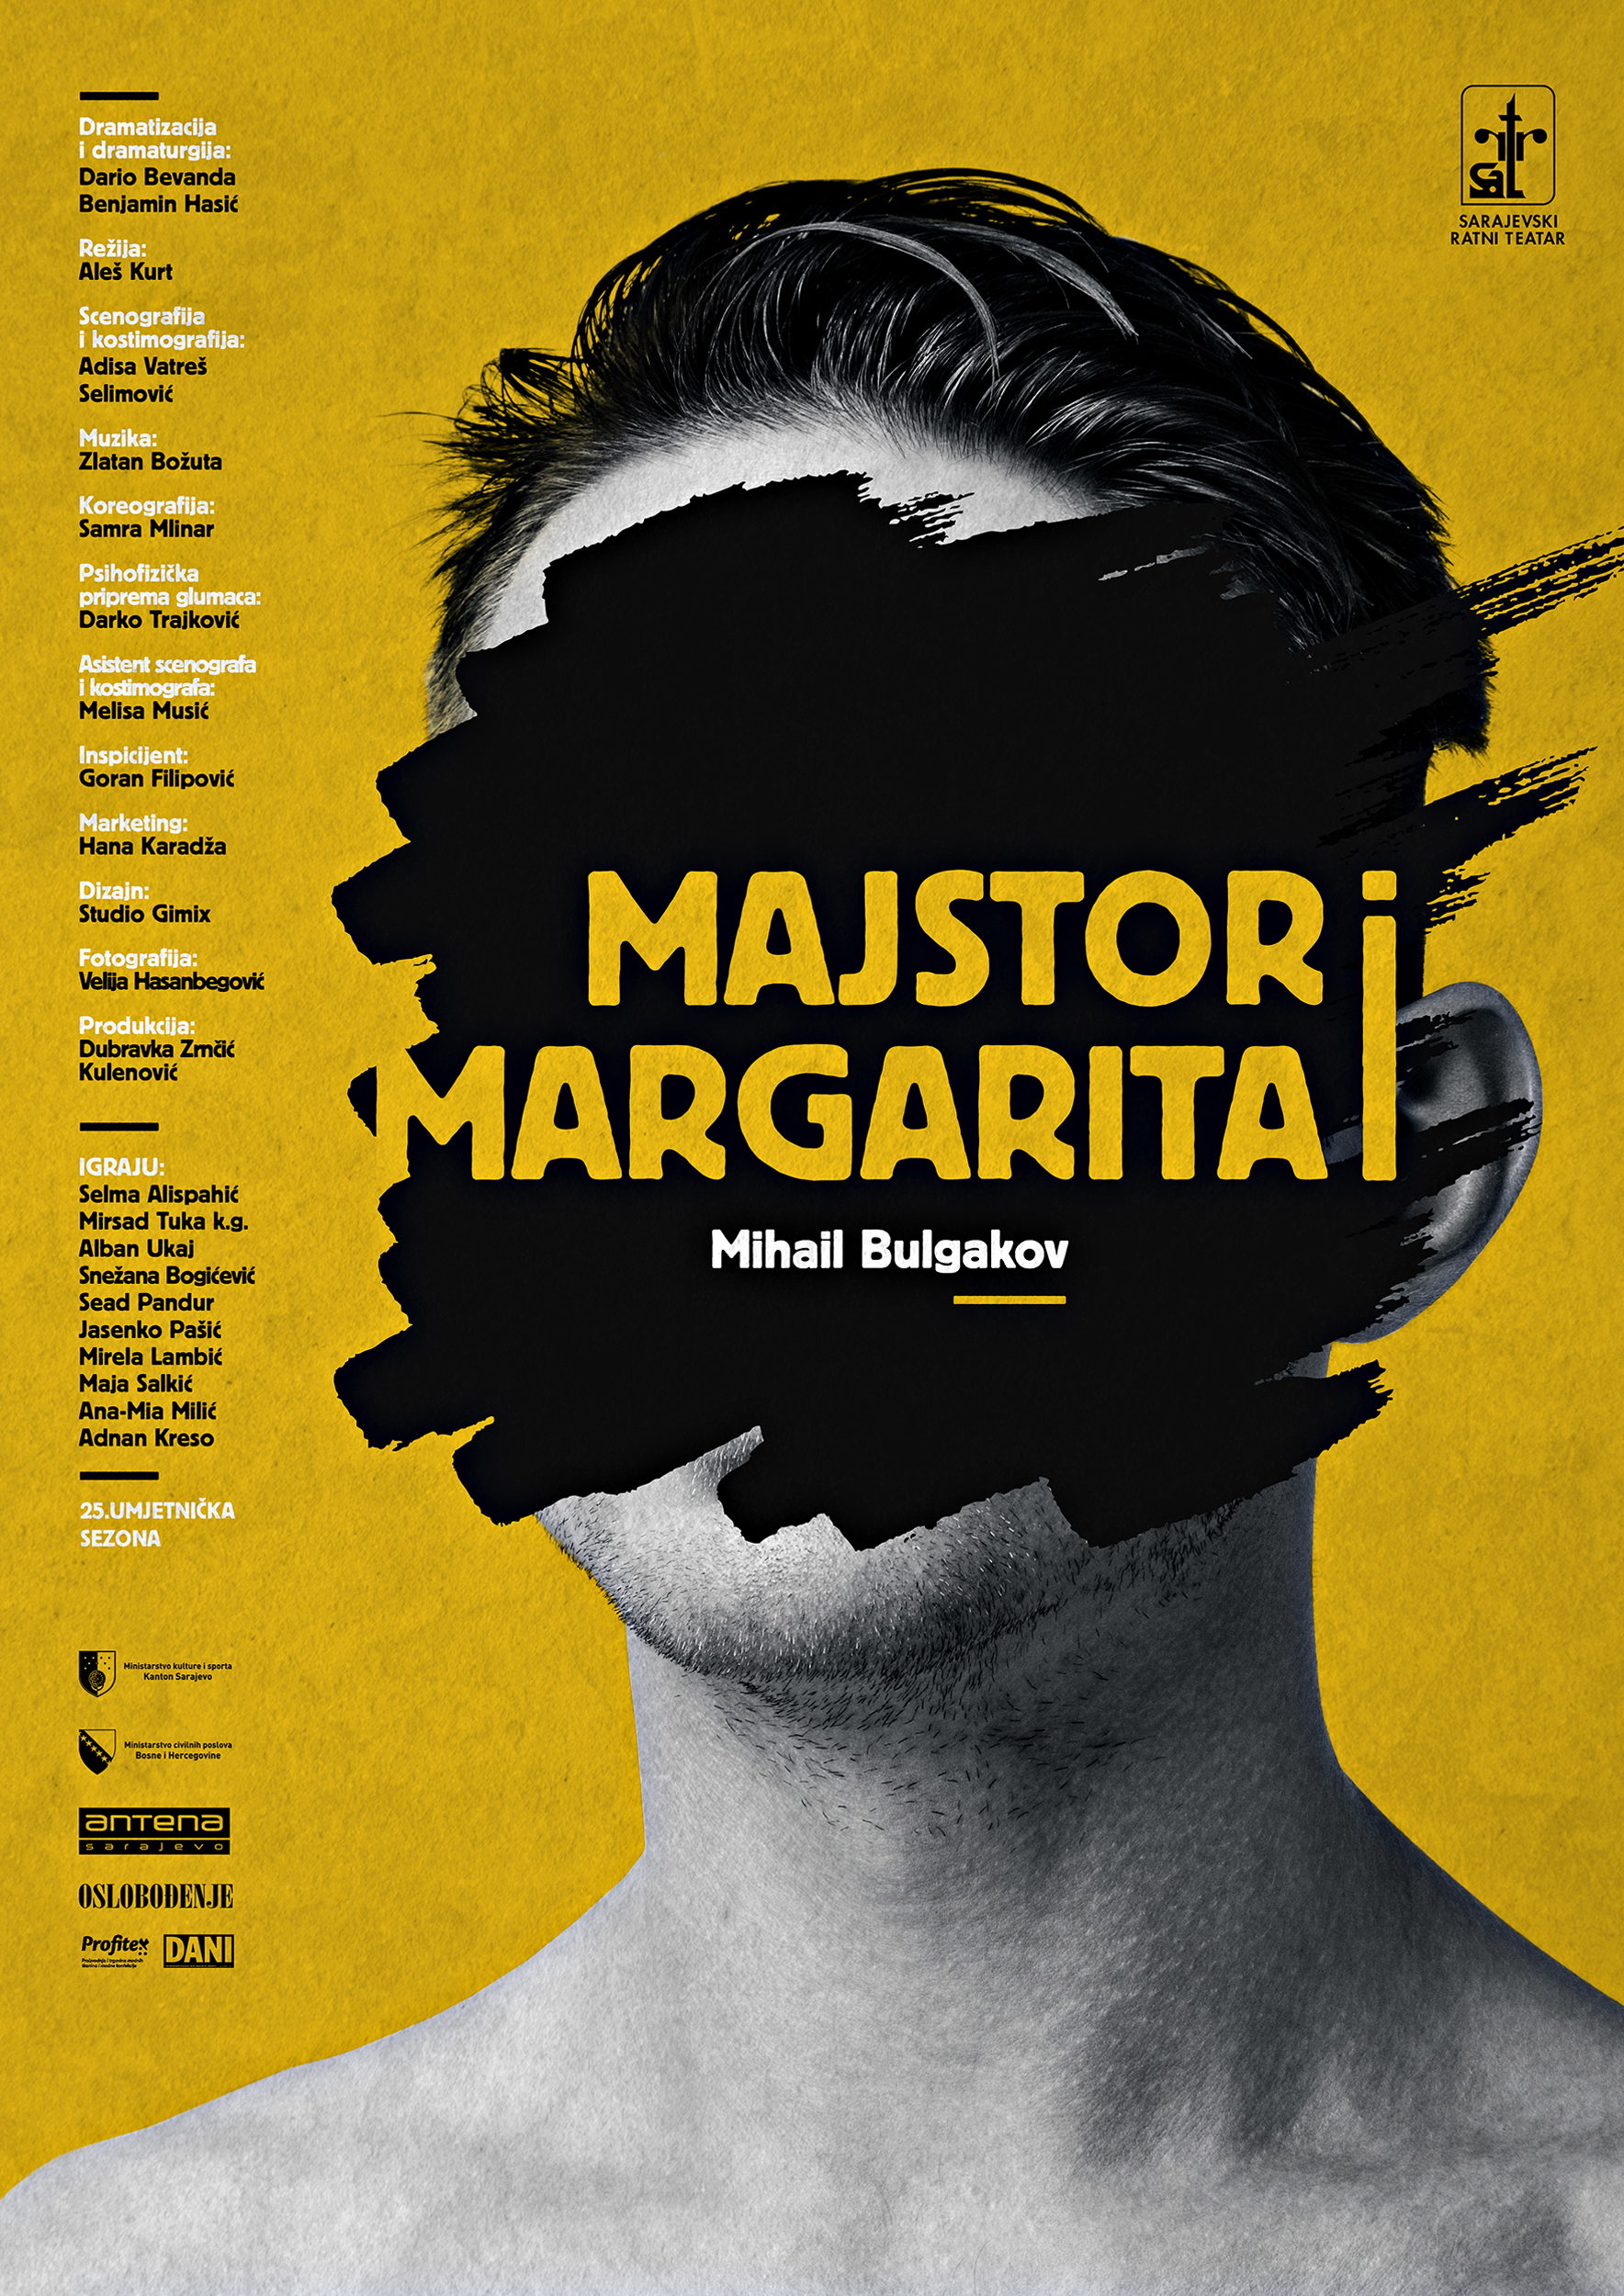 Dramatizacija
i dramaturgija:
Dario Bevanda
Benjamin Hasić
Režija:
Aleš Kurt
Scenografija
i kostimografija:
Adisa Vatreš
Selimović
Muzika:
Zlatan Božuta
Koreografija:
Samra Mlinar
Psihofizička
priprema glumaca:
Darko Trajković
Asistent scenografa
i kostimografa:
Melisa Musić
Inspicijent:
Goran Filipović
Marketing:
Hana Karadža
Dizajn:
Studio Gimix
Fotografija:
Velija Hasanbegović
Produkcija:
Dubravka Zrnčić
Kulenović
IGRAJU:
Selma Alispahić
Mirsad Tuka k.g.
Alban Ukaj
Snežana Bogićević
Sead Pandur
Jasenko Pašić
Mirela Lambić
Maja Salkić
Ana-Mia Milić
Adnan Kreso
25.UMJETNIČKA
SEZONA
Ministarstvo kulture i sporta
Kanton Sarajevo
Ministarstvo civilnih poslova
Bosne i Hercegovine
antena
sarajevo
OSLOBOĐENJE
Profitex
DANI
sartr
SARAJEVSKI
RATNI TEATAR
MAJSTOR i
MARGARITA
Mihail Bulgakov